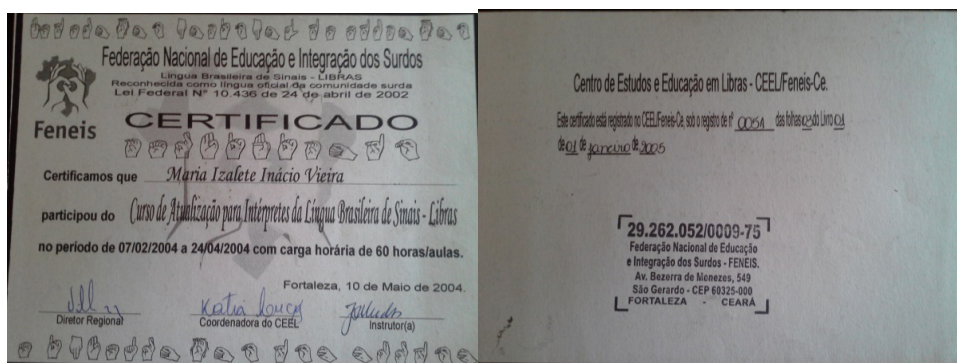 Federação Nacional de Educação e Integração dos Surdos
Língua Brasileira de Sinais - LIBRAS
Reconhecida como língua oficial da comunidade surda
Lei Federal Nº 10.436 de 24 de abril de 2002
Feneis
CERTIFICADO
Certificamos que Maria Izalete Inácio Vieira
participou do Curso de Atualização para Intérpretes da Língua Brasileira de Sinais - Libras
no período de 07/02/2004 a 24/04/2004 com carga horária de 60 horas/aulas.
Fortaleza, 10 de Maio de 2004.
Katia
Diretor Regional
Coordenadora do CEEL
Instrutor(a)
Centro de Estudos e Educação em Libras - CEEL/Feneis-Ce.
Este certificado está registrado no CEEL/Feneis-Ce, sob o registro de nº 0051 das folhas 03 do Livro 01
de 01 de janeiro de 2005
29.262.052/0009-75
Federação Nacional de Educação
e Integração dos Surdos - FENEIS.
Av. Bezerra de Menezes, 549
São Gerardo - CEP 60325-000
FORTALEZA - CEARÁ